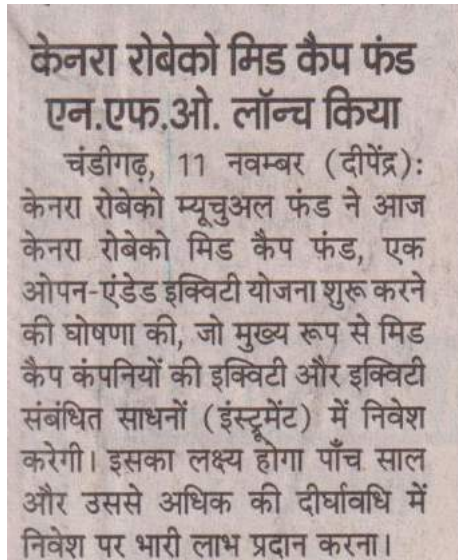 केनरा रोबेको मिड कैप फंड
एन.एफ.ओ. लॉन्च किया
चंडीगढ़, 11 नवम्बर (दीपेंद्र):
केनरा रोबेको म्यूचुअल फंड ने आज
केनरा रोबेको मिड कैप फ़ंड, एक
ओपन-एंडेड इक्विटी योजना शुरू करने
की घोषणा की, जो मुख्य रूप से मिड
कैप कंपनियों की इक्विटी और इक्विटी
संबंधित साधनों (इंस्ट्रूमेंट) में निवेश
करेगी। इसका लक्ष्य होगा पाँच साल
और उससे अधिक की दीर्घावधि में
निवेश पर भारी लाभ प्रदान करना।